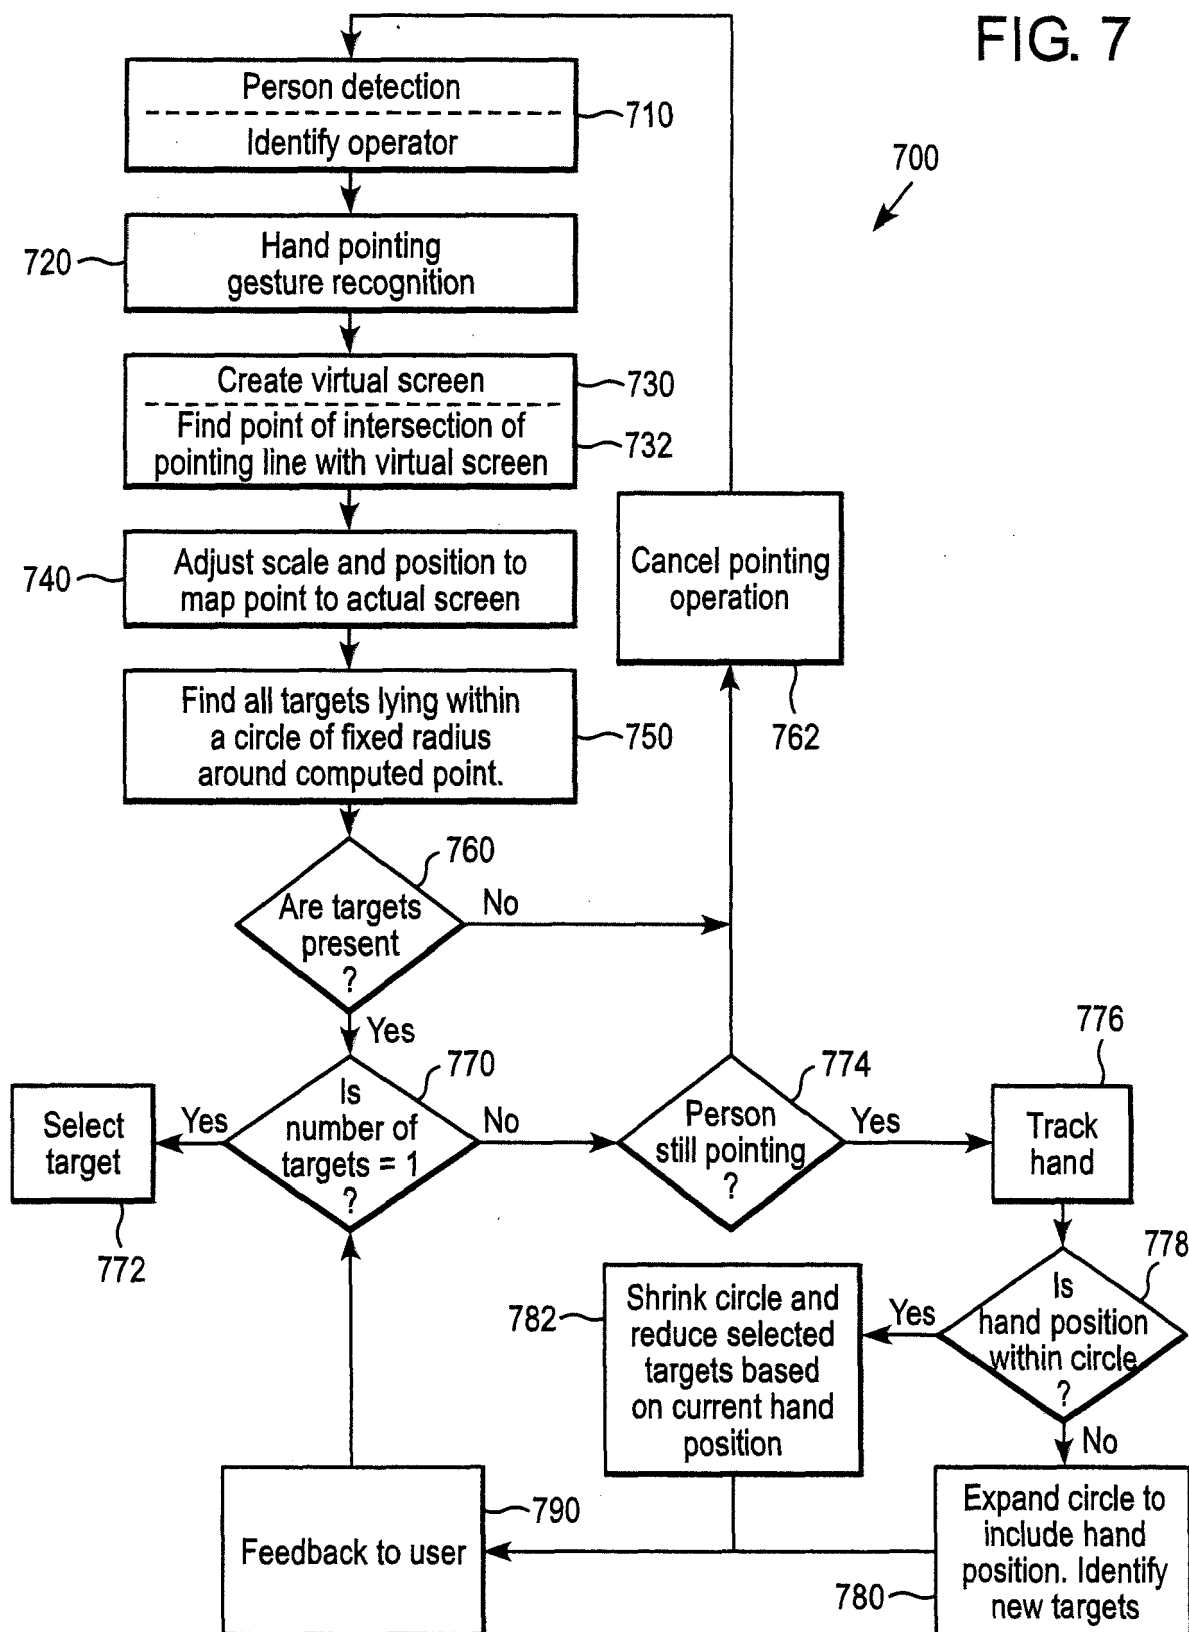 FIG. 7
Person detection
Identify operator
710
700
Hand pointing
gesture recognition
720
Create virtual screen
730
Find point of intersection of
pointing line with virtual screen
732
Adjust scale and position to
map point to actual screen
740
Cancel pointing
operation
762
Find all targets lying within
a circle of fixed radius
around computed point.
750
760
Are targets
present
?
No
Yes
770
Is
number of
targets = 1
?
Yes
Select
target
772
No
774
Person
still pointing
?
Yes
776
Track
hand
778
Is
hand position
within circle
?
Yes
782
Shrink circle and
reduce selected
targets based
on current hand
position
No
Expand circle to
include hand
position. Identify
new targets
780
790
Feedback to user